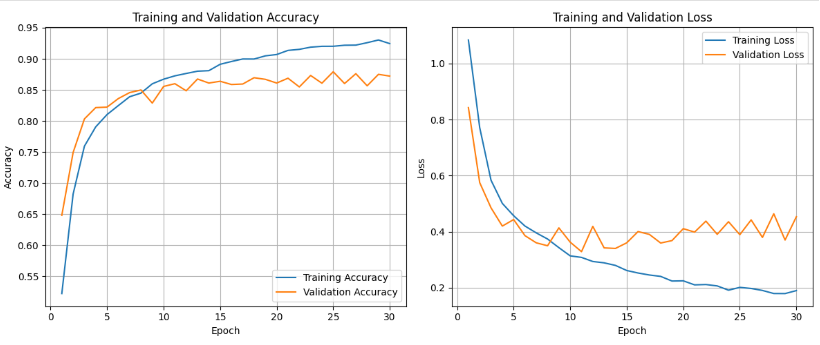 Training and Validation Accuracy
0.95
0.90
0.85
0.80
0.75
0.70
0.65
0.60
0.55
Accuracy
Training Accuracy
Validation Accuracy
0 5 10 15 20 25 30
Epoch
Training and Validation Loss
1.0
0.8
0.6
0.4
0.2
Loss
Training Loss
Validation Loss
0 5 10 15 20 25 30
Epoch